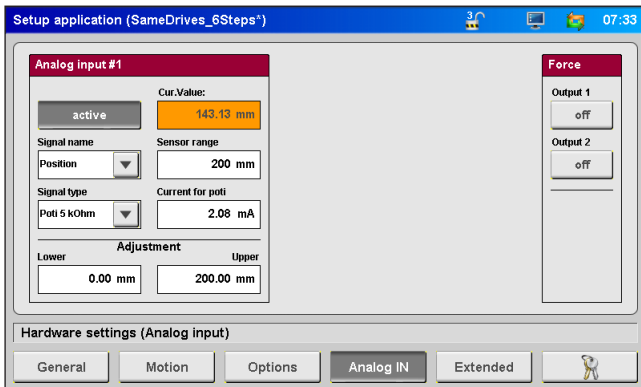 Setup application (SameDrives_6Steps*)
3
07:33
Analog input #1
Cur.Value:
active
143.13 mm
Signal name
Sensor range
Position
200 mm
Signal type
Current for poti
Poti 5 kOhm
2.08 mA
Adjustment
Lower
Upper
0.00 mm
200.00 mm
Force
Output 1
off
Output 2
off
Hardware settings (Analog input)
General
Motion
Options
Analog IN
Extended